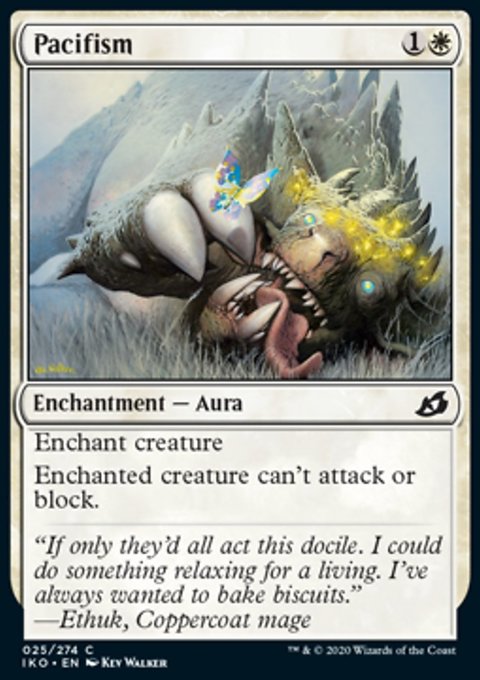 Pacifism 1
Enchantment — Aura
Enchant creature
Enchanted creature can't attack or
block.
“If only they'd all act this docile. I could
do something relaxing for a living. I've
always wanted to bake biscuits.”
—Ethuk, Coppercoat mage
025/274 C
IKO • EN Kev Walker
™ & © 2020 Wizards of the Coast